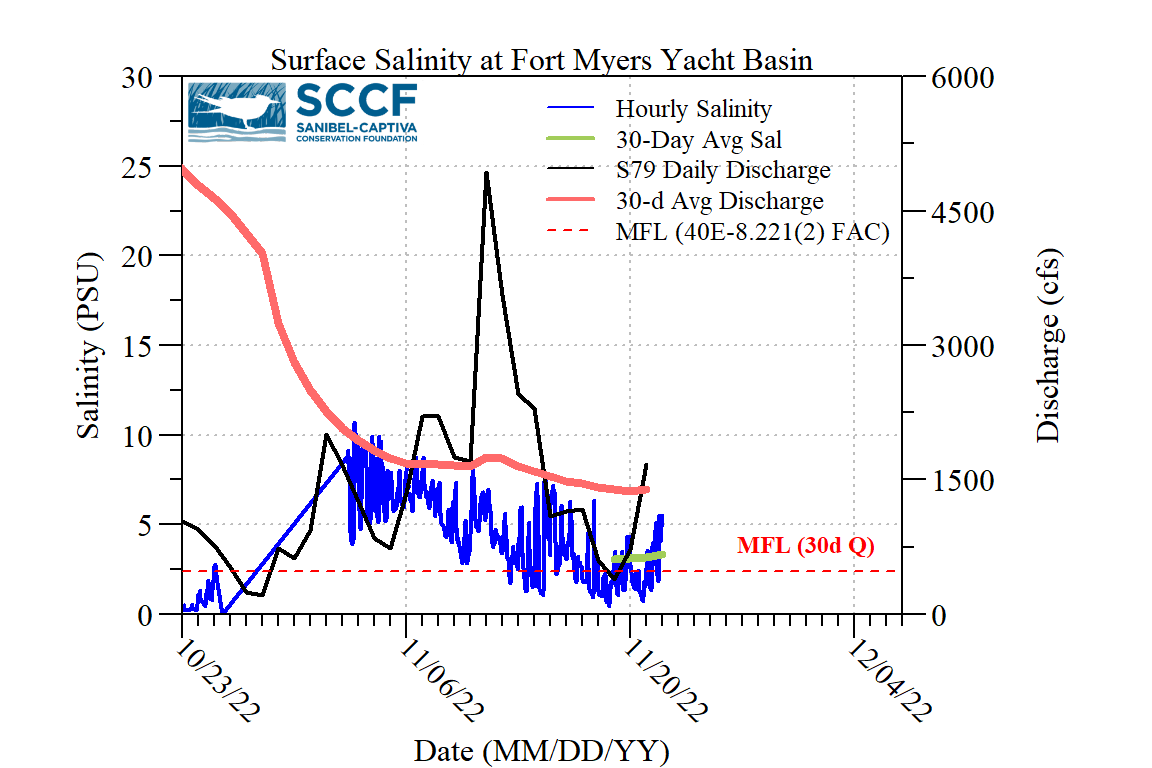 Surface Salinity at Fort Myers Yacht Basin
SCCF
SANIBEL-CAPTIVA
CONSERVATION FOUNDATION
Hourly Salinity
30-Day Avg Sal
S79 Daily Discharge
30-d Avg Discharge
MFL (40E-8.221(2) FAC)
30
25
20
15
10
5
0
Salinity (PSU)
6000
4500
3000
1500
0
Discharge (cfs)
MFL (30d Q)
10/23/22
11/06/22
11/20/22
12/04/22
Date (MM/DD/YY)